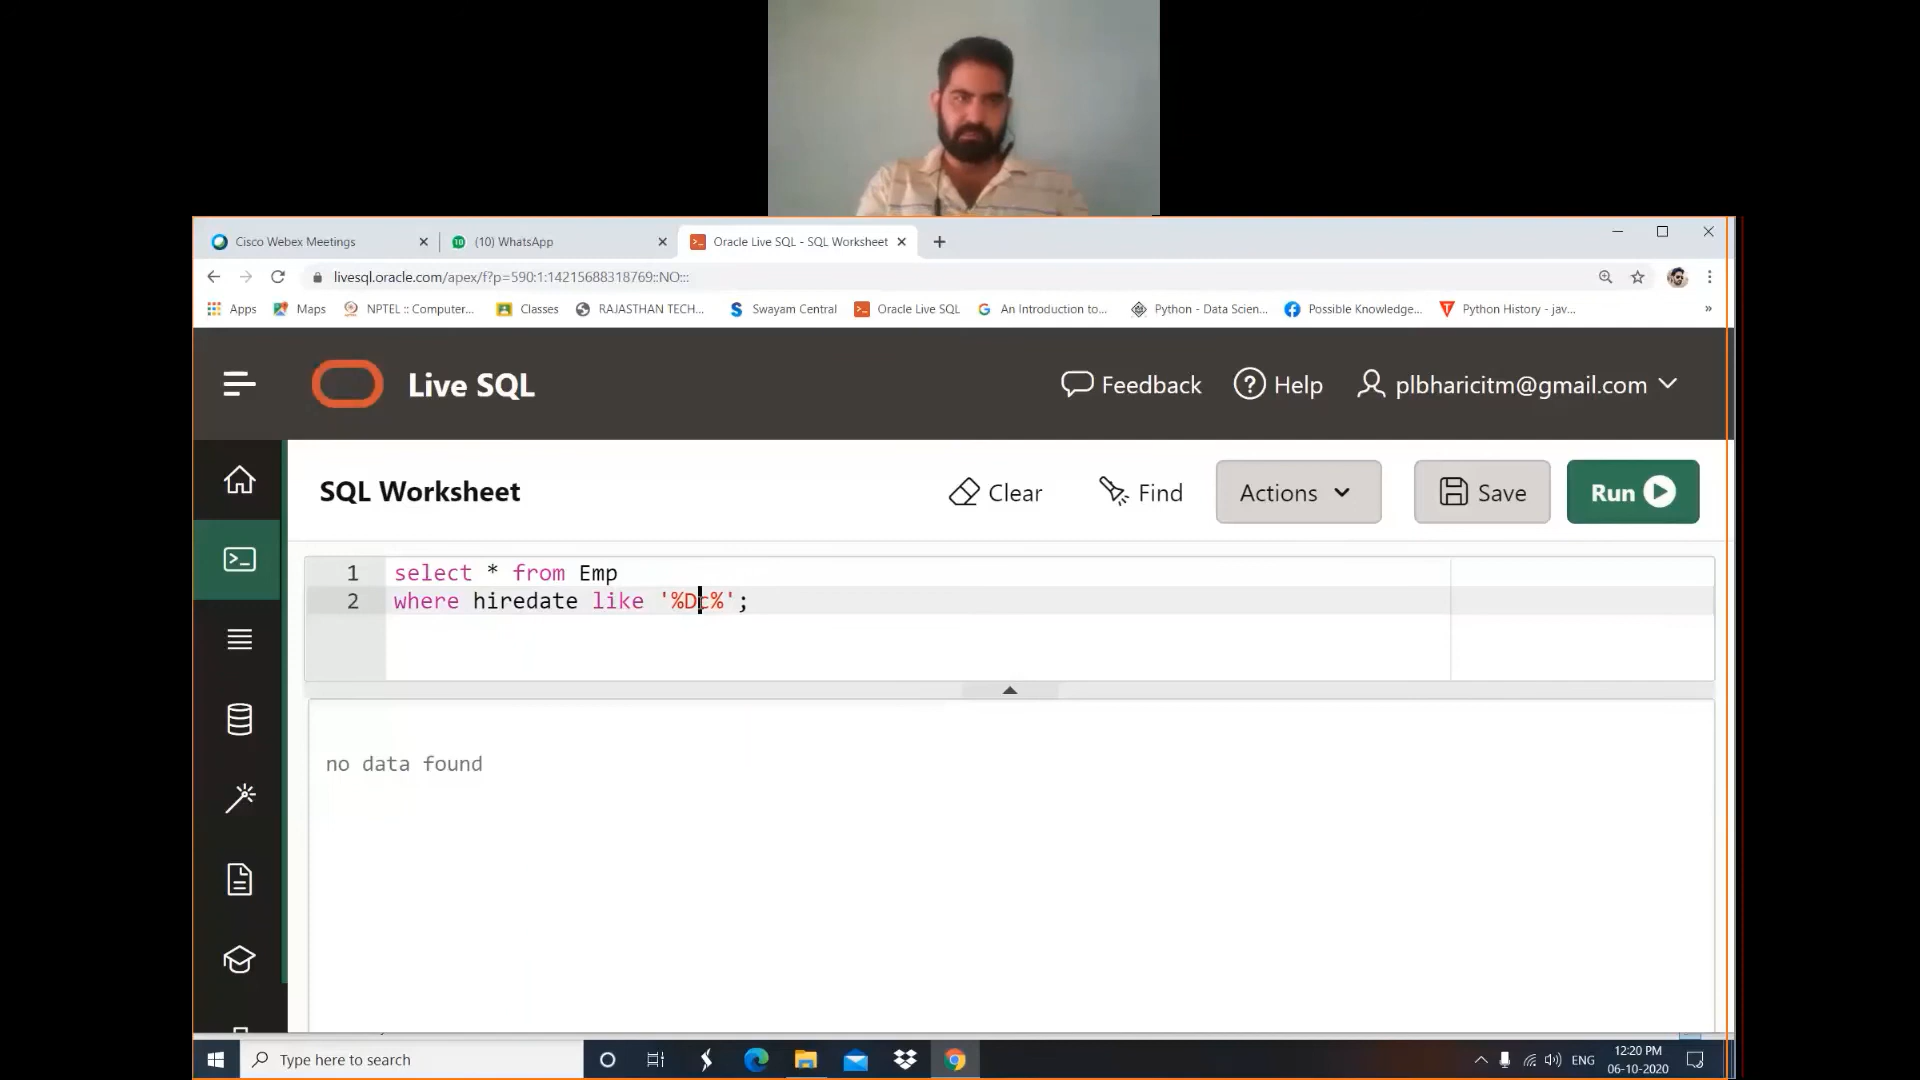 Cisco Webex Meetings
10 (10) WhatsApp
Oracle Live SQL - SQL Worksheet
livesql.oracle.com/apex/f?p=590:1:14215688318769::NO:::
Apps Maps NPTEL :: Computer... Classes RAJASTHAN TECH... Swayam Central Oracle Live SQL An Introduction to... Python - Data Scien... Possible Knowledge... Python History - jav... »
Live SQL Feedback Help plbharicitm@gmail.com
SQL Worksheet Clear Find Actions Save Run
1 select * from Emp
2 where hiredate like '%Dc%';
no data found
Type here to search
ENG
12:20 PM
06-10-2020